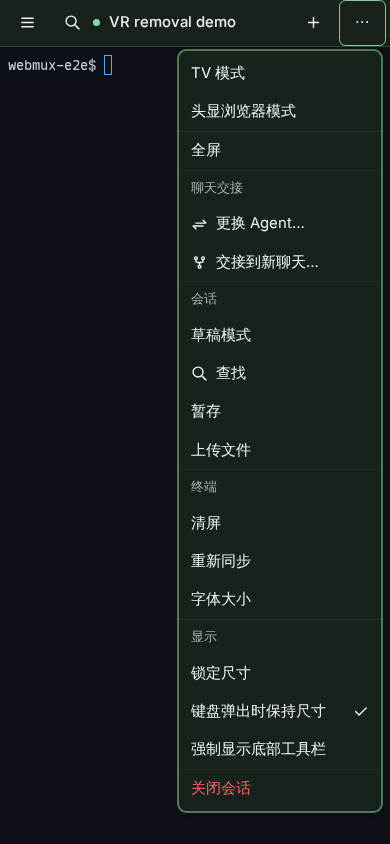 VR removal demo
webmux-e2e$
TV 模式
头显浏览器模式
全屏
聊天交接
更换 Agent...
交接到新聊天...
会话
草稿模式
查找
暂存
上传文件
终端
清屏
重新同步
字体大小
显示
锁定尺寸
键盘弹出时保持尺寸
强制显示底部工具栏
关闭会话